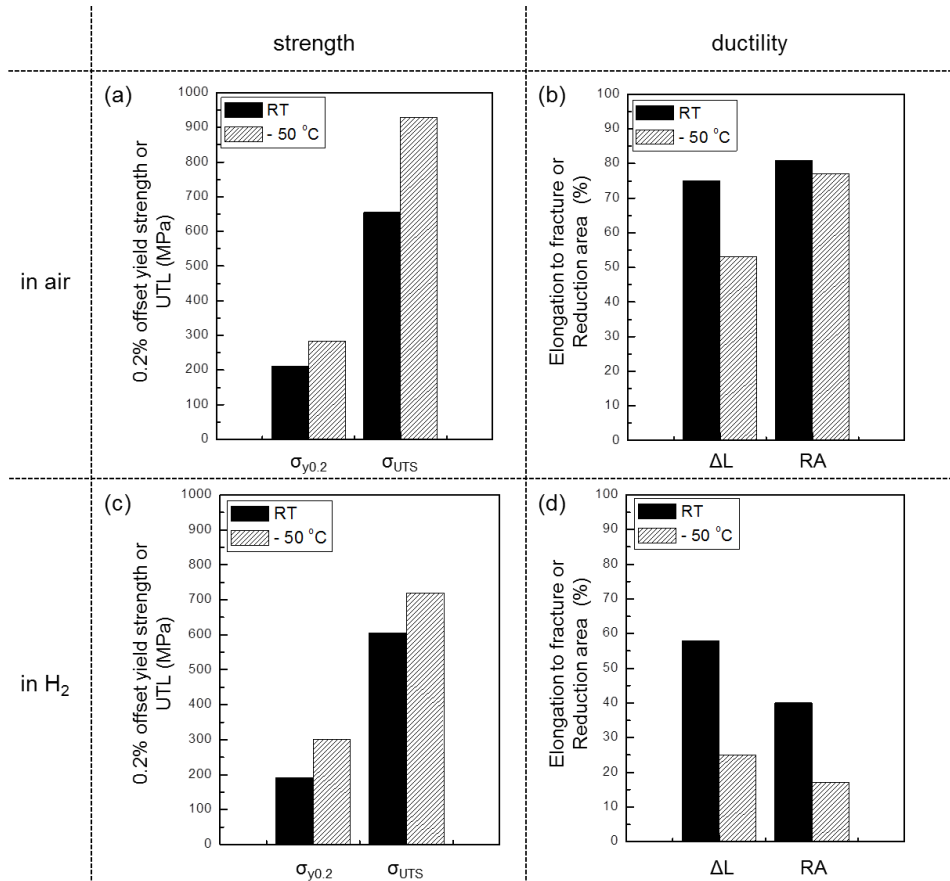 strength
ductility
in air
(a)
0.2% offset yield strength or
UTL (MPa)
1000
900
800
700
600
500
400
300
200
100
0
RT
- 50 °C
σy0.2
σUTS
(b)
Elongation to fracture or
Reduction area (%)
100
90
80
70
60
50
40
30
20
10
0
RT
- 50 °C
ΔL
RA
in H2
(c)
0.2% offset yield strength or
UTL (MPa)
1000
900
800
700
600
500
400
300
200
100
0
RT
- 50 °C
σy0.2
σUTS
(d)
Elongation to fracture or
Reduction area (%)
100
90
80
70
60
50
40
30
20
10
0
RT
- 50 °C
ΔL
RA